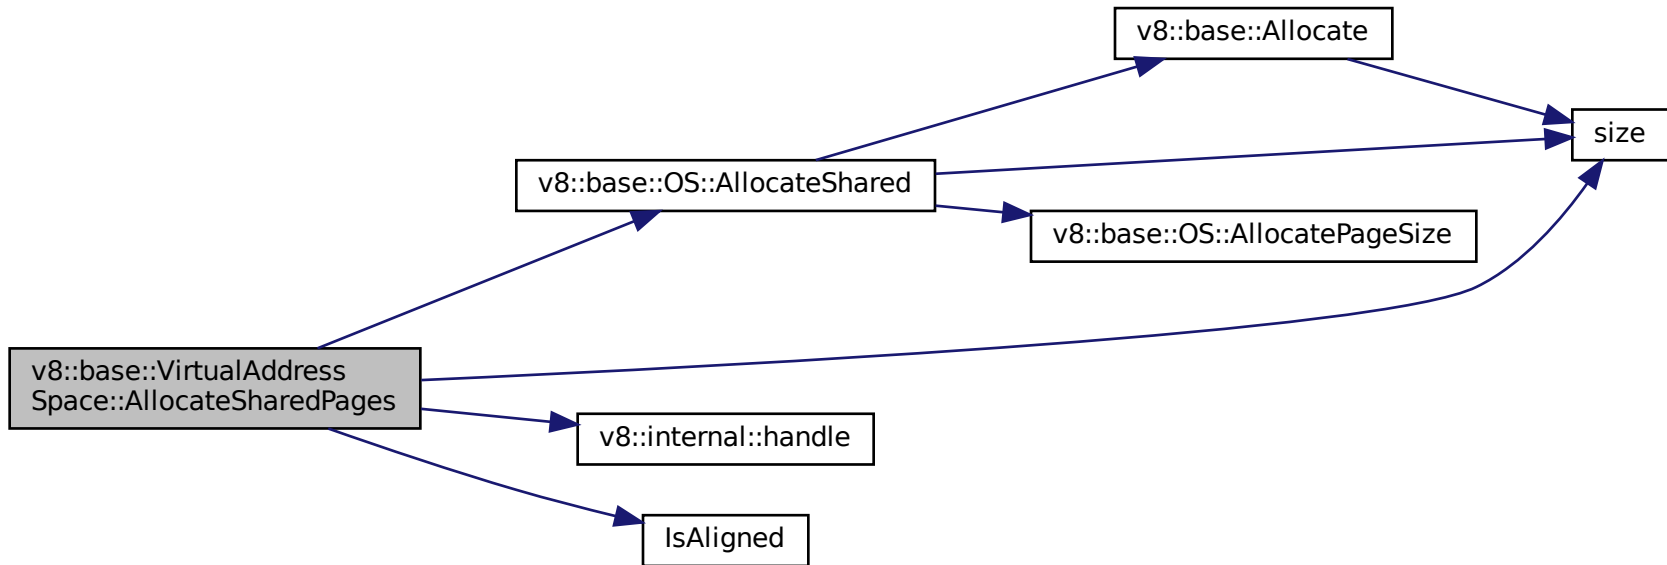 v8::base::Allocate
size
v8::base::OS::AllocateShared
v8::base::OS::AllocatePageSize
v8::base::VirtualAddress
Space::AllocateSharedPages
v8::internal::handle
IsAligned